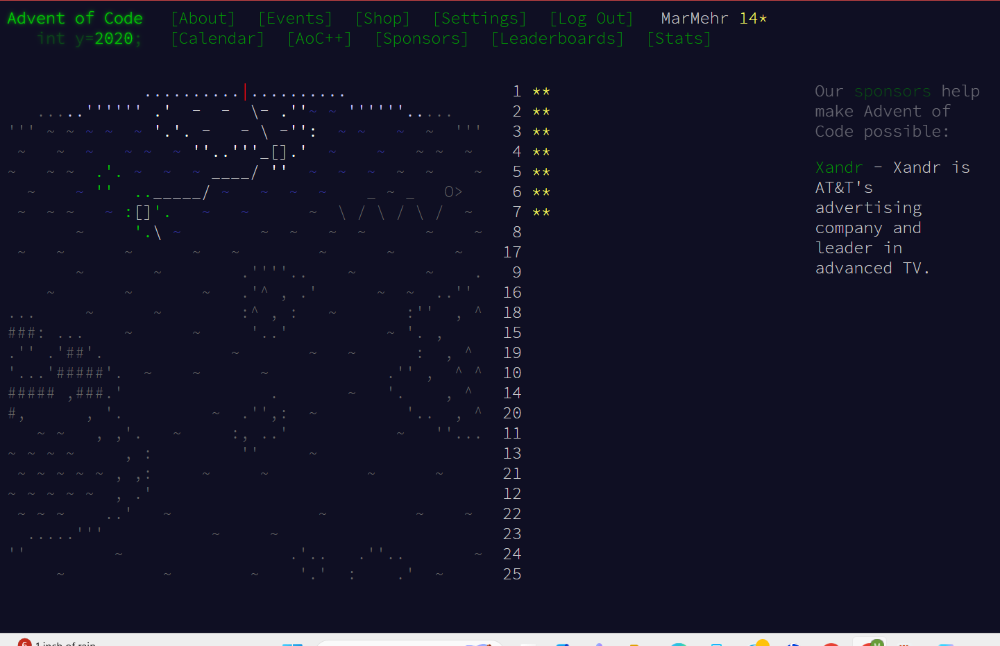 Advent of Code [About] [Events] [Shop] [Settings] [Log Out] MarMehr 14*
int y=2020; [Calendar] [AoC++] [Sponsors] [Leaderboards] [Stats]
1 **
2 **
3 **
4 **
5 **
6 **
7 **
8
17
9
16
18
15
19
10
14
20
11
13
21
12
22
23
24
25
Our sponsors help
make Advent of
Code possible:
Xandr - Xandr is
AT&T's
advertising
company and
leader in
advanced TV.
6
1 inch of rain